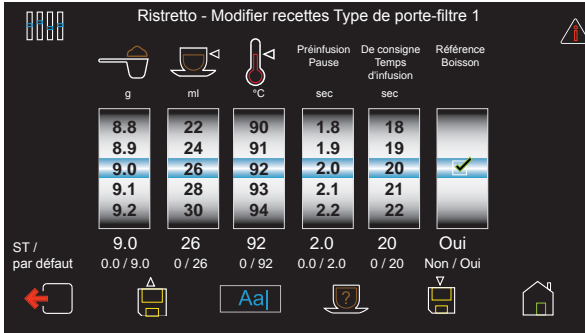 Ristretto - Modifier recettes Type de porte-filtre 1
Préinfusion
Pause
De consigne
Temps
d'infusion
Référence
Boisson
g ml °C sec sec
8.8 22 90 1.8 18
8.9 24 91 1.9 19
9.0 26 92 2.0 20
9.1 28 93 2.1 21
9.2 30 94 2.2 22
ST / 9.0 26 92 2.0 20 Oui
par défaut 0.0 / 9.0 0 / 26 0 / 92 0.0 / 2.0 0 / 20 Non / Oui
Aa|
?